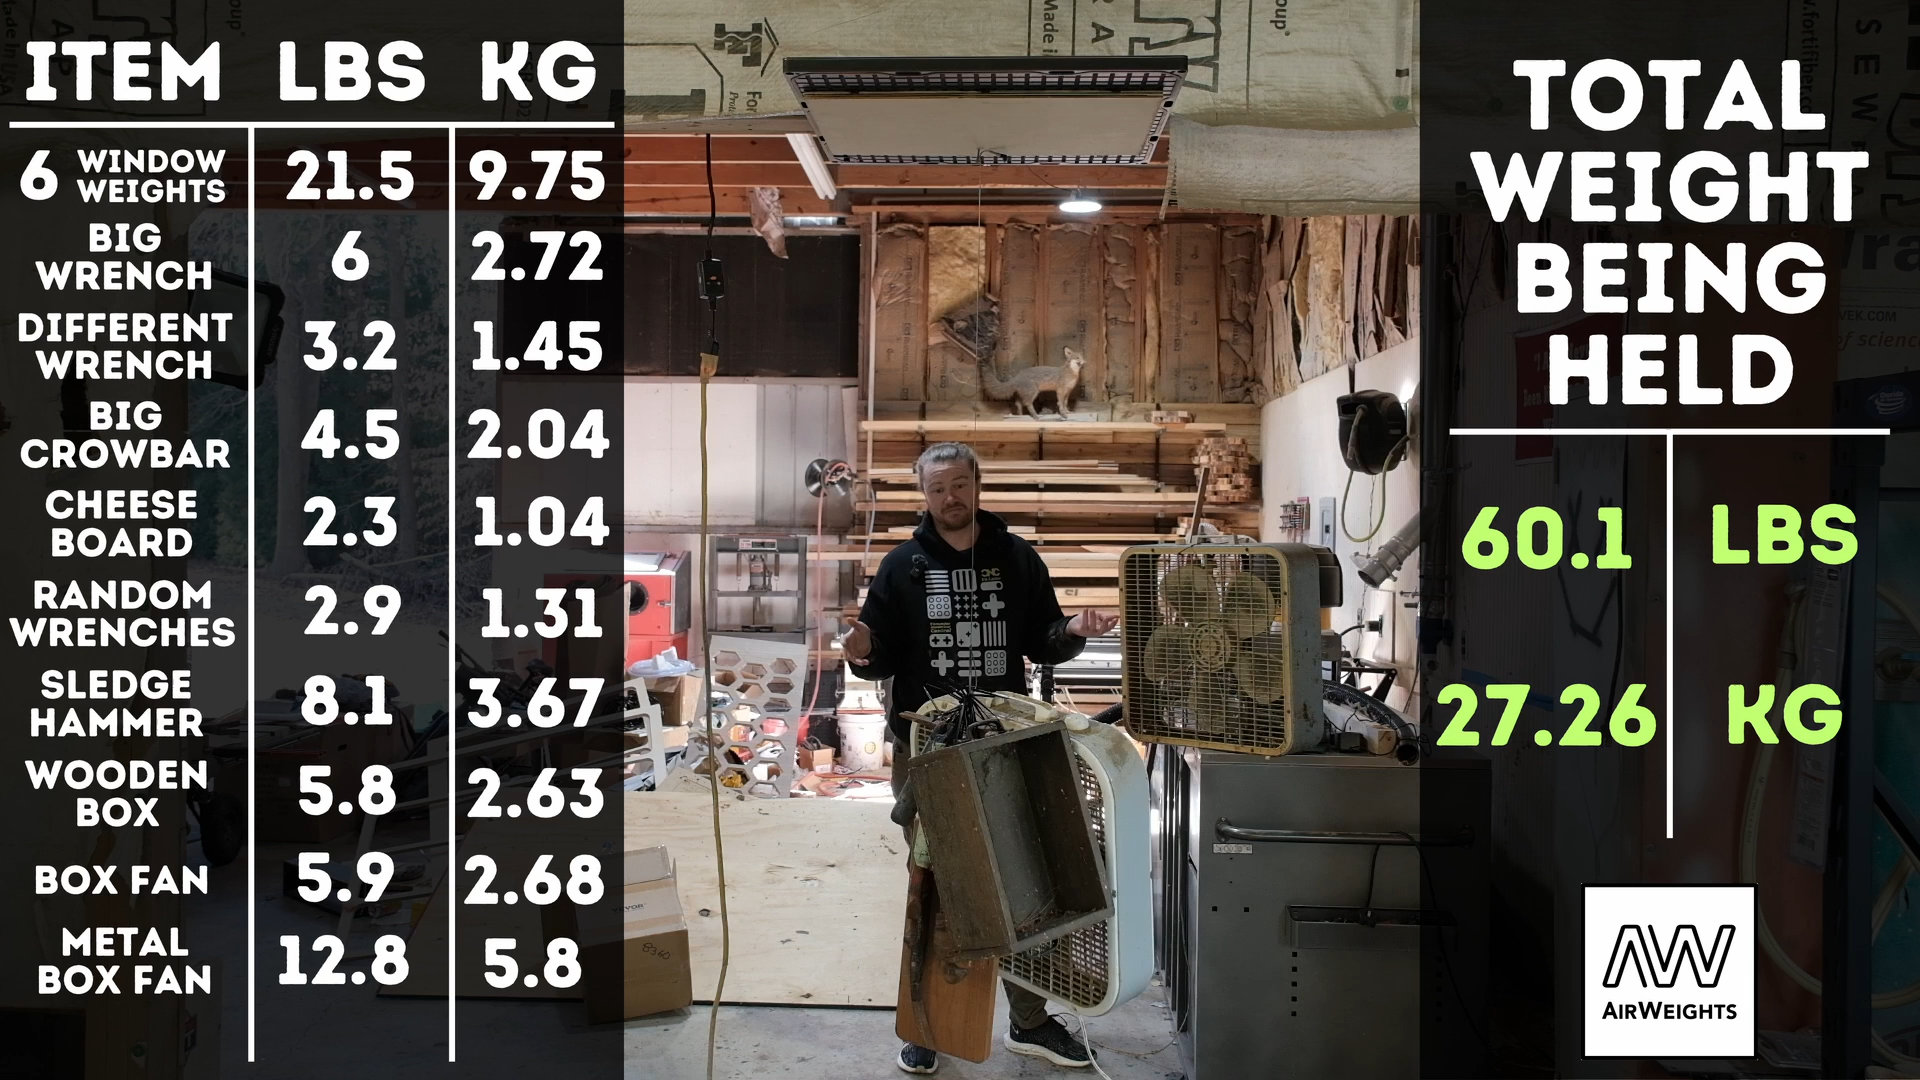 ITEM LBS KG
6 WINDOW WEIGHTS 21.5 9.75
BIG WRENCH 6 2.72
DIFFERENT WRENCH 3.2 1.45
BIG CROWBAR 4.5 2.04
CHEESE BOARD 2.3 1.04
RANDOM WRENCHES 2.9 1.31
SLEDGE HAMMER 8.1 3.67
WOODEN BOX 5.8 2.63
BOX FAN 5.9 2.68
METAL BOX FAN 12.8 5.8
TOTAL
WEIGHT
BEING
HELD
60.1 LBS
27.26 KG
AW
AIRWEIGHTS